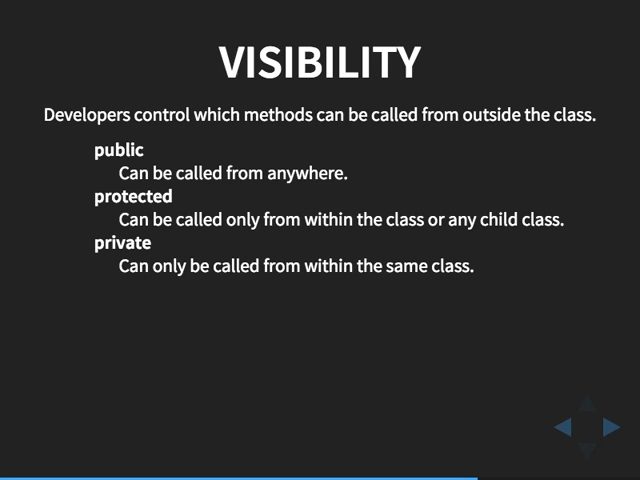 VISIBILITY
Developers control which methods can be called from outside the class.
public
Can be called from anywhere.
protected
Can be called only from within the class or any child class.
private
Can only be called from within the same class.